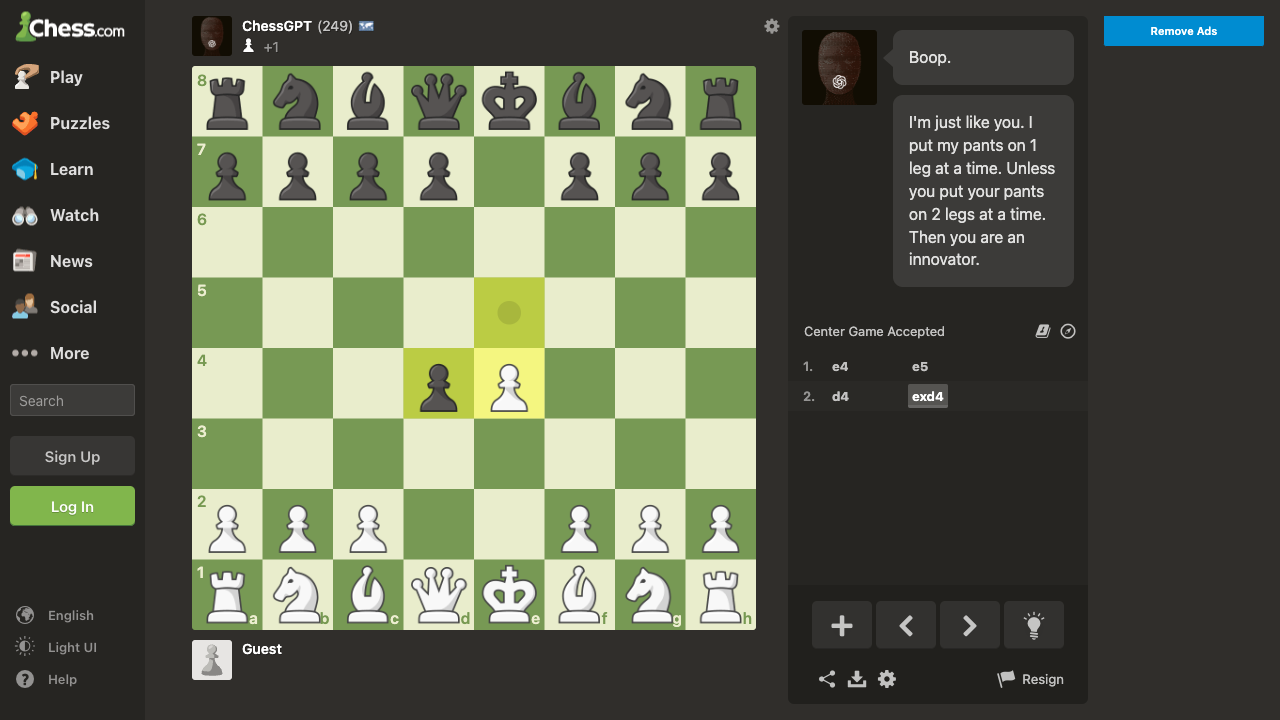 Chess.com
Play
Puzzles
Learn
Watch
News
Social
More
Search
Sign Up
Log In
English
Light UI
Help
ChessGPT (249)
+1
8
7
6
5
4
3
2
1
a b c d e f g h
Guest
Boop.
I'm just like you. I
put my pants on 1
leg at a time. Unless
you put your pants
on 2 legs at a time.
Then you are an
innovator.
Center Game Accepted
1. e4 e5
2. d4 exd4
Resign
Remove Ads